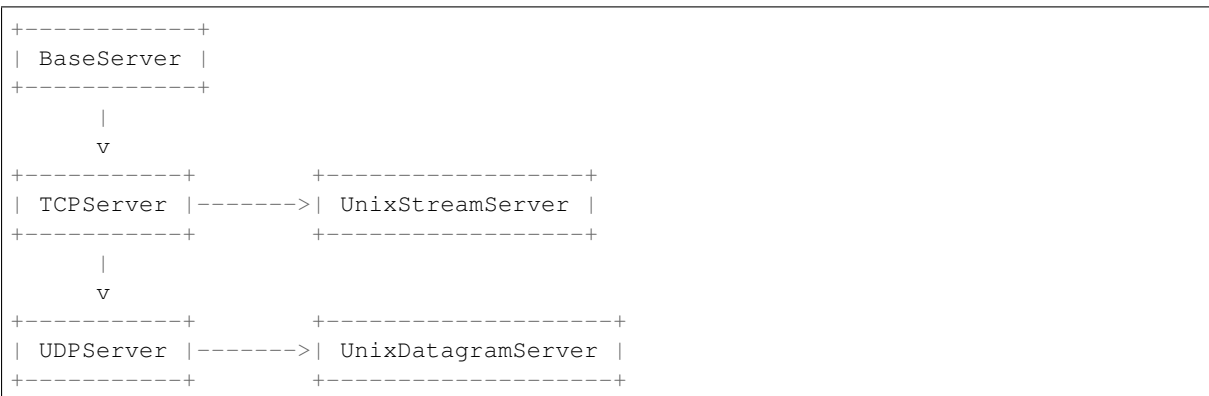 +------------+
| BaseServer |
+------------+
      |
      v
+-----------+        +------------------+
| TCPServer |------->| UnixStreamServer |
+-----------+        +------------------+
      |
      v
+-----------+        +--------------------+
| UDPServer |------->| UnixDatagramServer |
+-----------+        +--------------------+